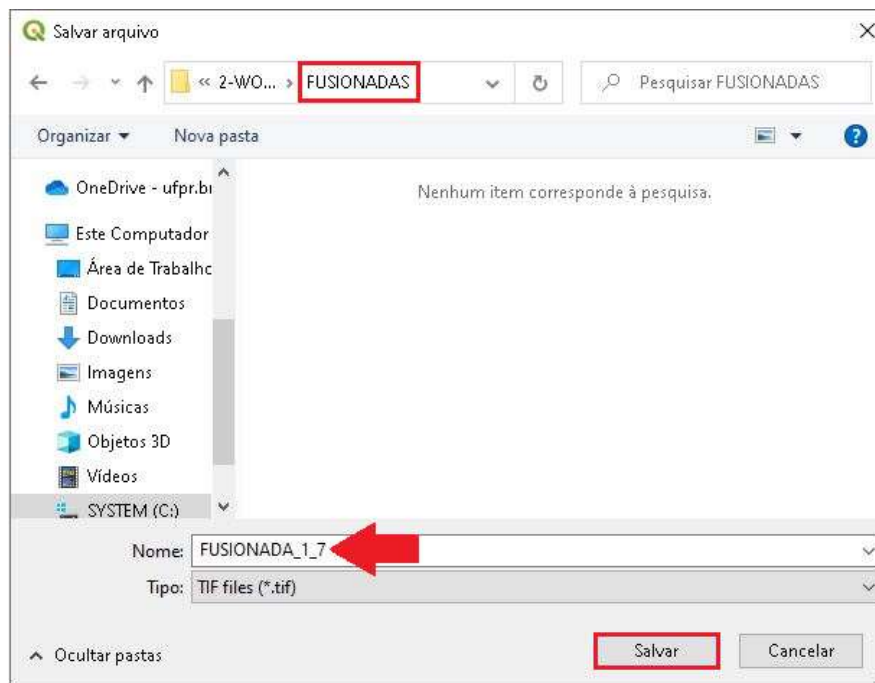 Salvar arquivo
« 2-WO... › FUSIONADAS
Pesquisar FUSIONADAS
Organizar
Nova pasta
OneDrive - ufpr.br
Nenhum item corresponde à pesquisa.
Este Computador
Área de Trabalho
Documentos
Downloads
Imagens
Músicas
Objetos 3D
Vídeos
SYSTEM (C:)
Nome: FUSIONADA_1_7
Tipo: TIF files (*.tif)
Ocultar pastas
Salvar
Cancelar